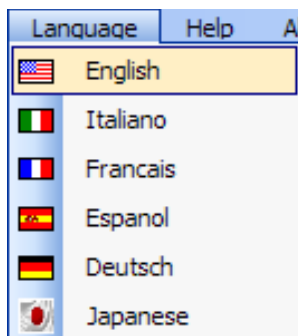 Language Help A
English
Italiano
Francais
Espanol
Deutsch
Japanese